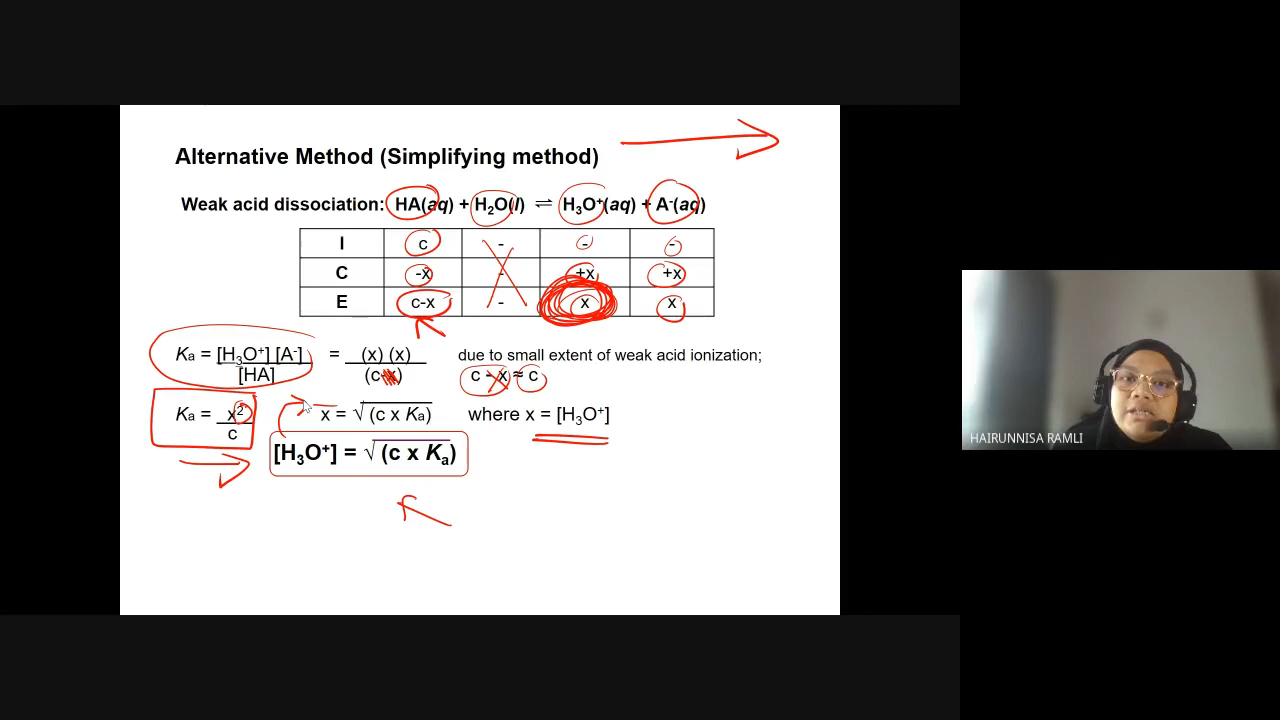 Alternative Method (Simplifying method)
Weak acid dissociation: HA(aq) + H₂O(l) ⇌ H₃O⁺(aq) + A⁻(aq)
I c - - -
C -x - +x +x
E c-x - x x
Kₐ = [H₃O⁺] [A⁻] = (x) (x) due to small extent of weak acid ionization;
[HA] (c-x) c - x ≈ c
Kₐ = x² x = √(c x Kₐ) where x = [H₃O⁺]
c
[H₃O⁺] = √ (c x Kₐ)
HAIRUNNISA RAMLI